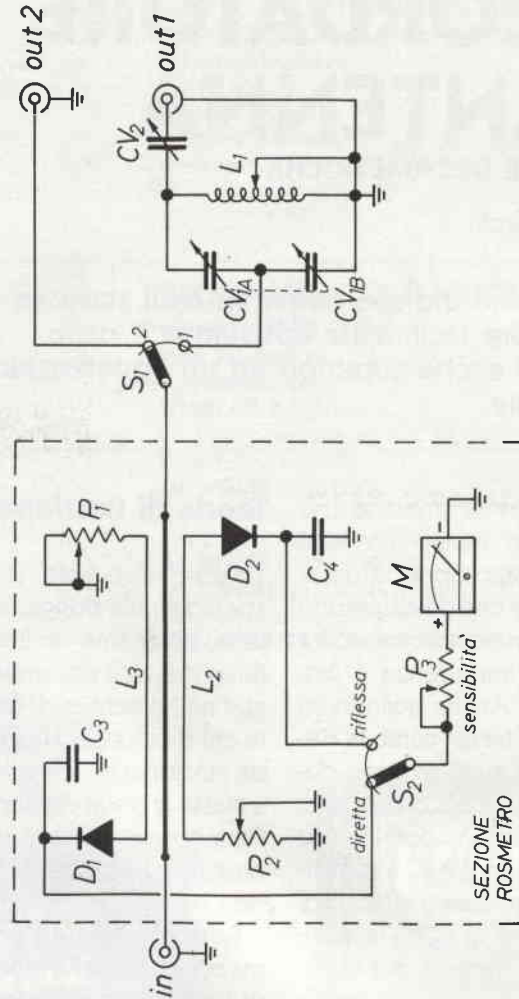 out 2
out 1
CV2
L1
CV1A
CV1B
S1
2
1
P1
D2
C4
M
+
-
L3
L2
C3
D1
P3
sensibilità'
riflessa
diretta
S2
P2
SEZIONE
ROSMETRO
in